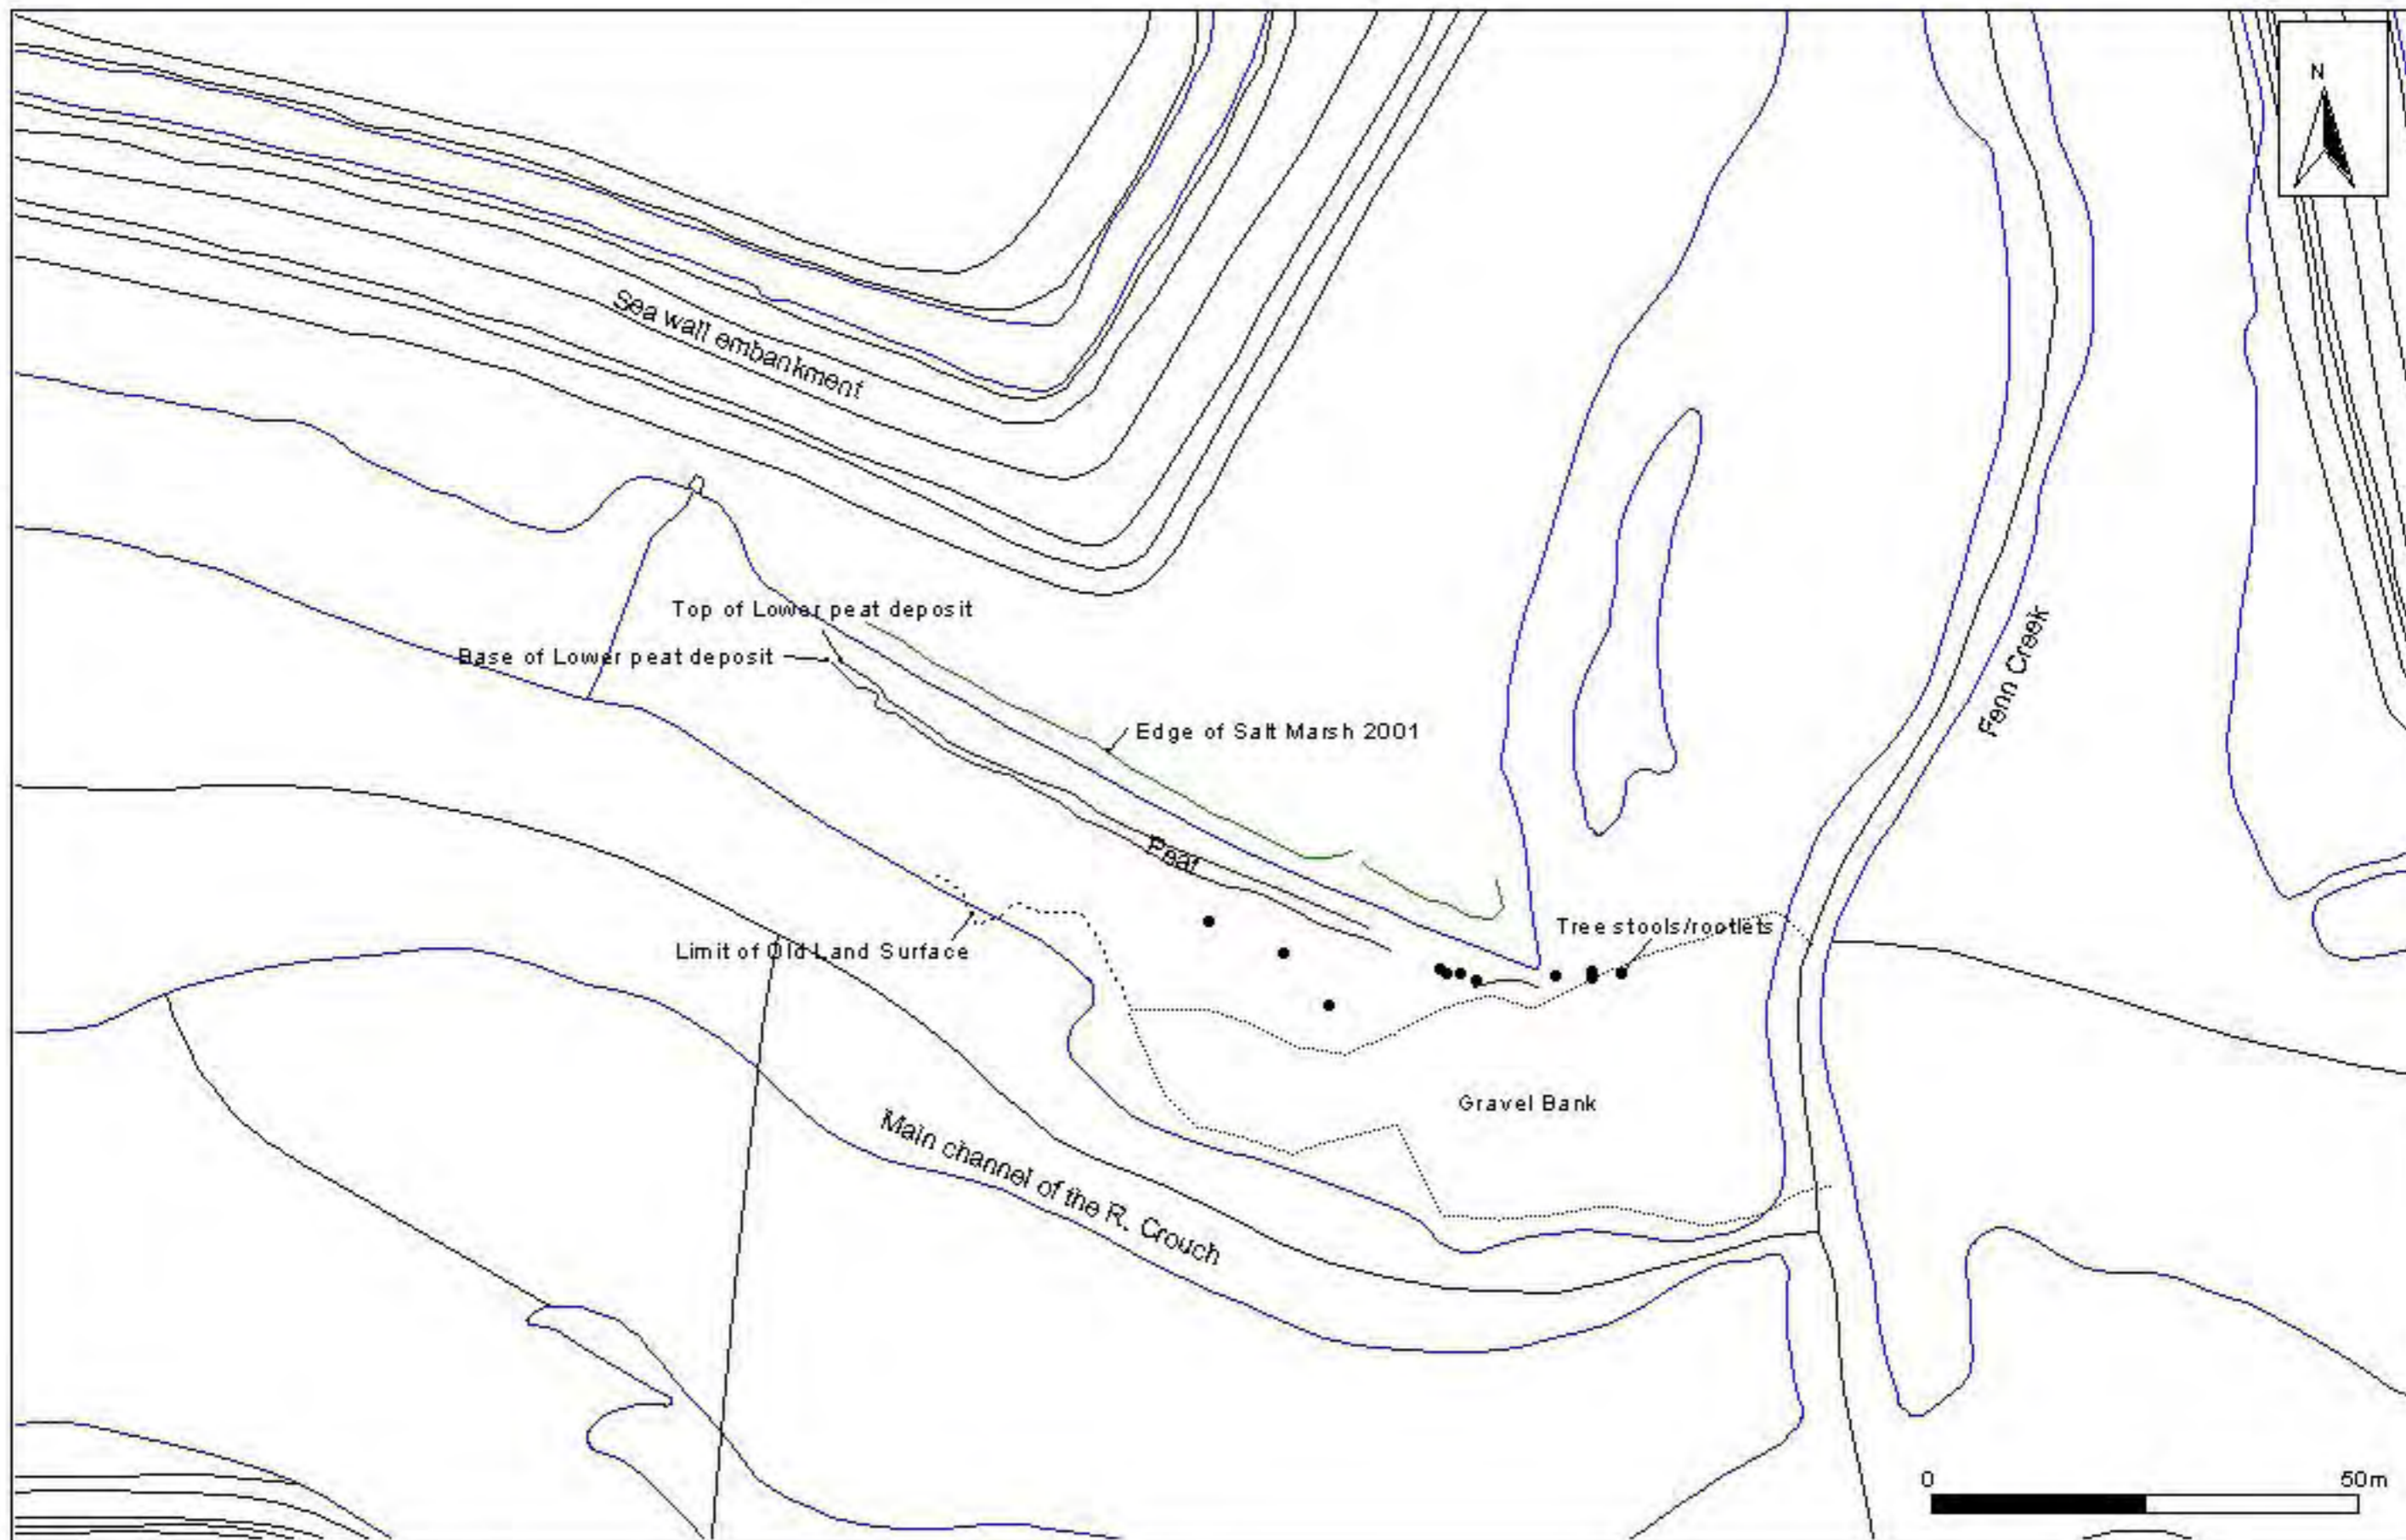 N
Sea wall embankment
Top of Lower peat deposit
Base of Lower peat deposit
Fenn Creek
Edge of Salt Marsh 2001
Peat
Tree stools/rootlets
Limit of Old Land Surface
Gravel Bank
Main channel of the R. Crouch
0 50m